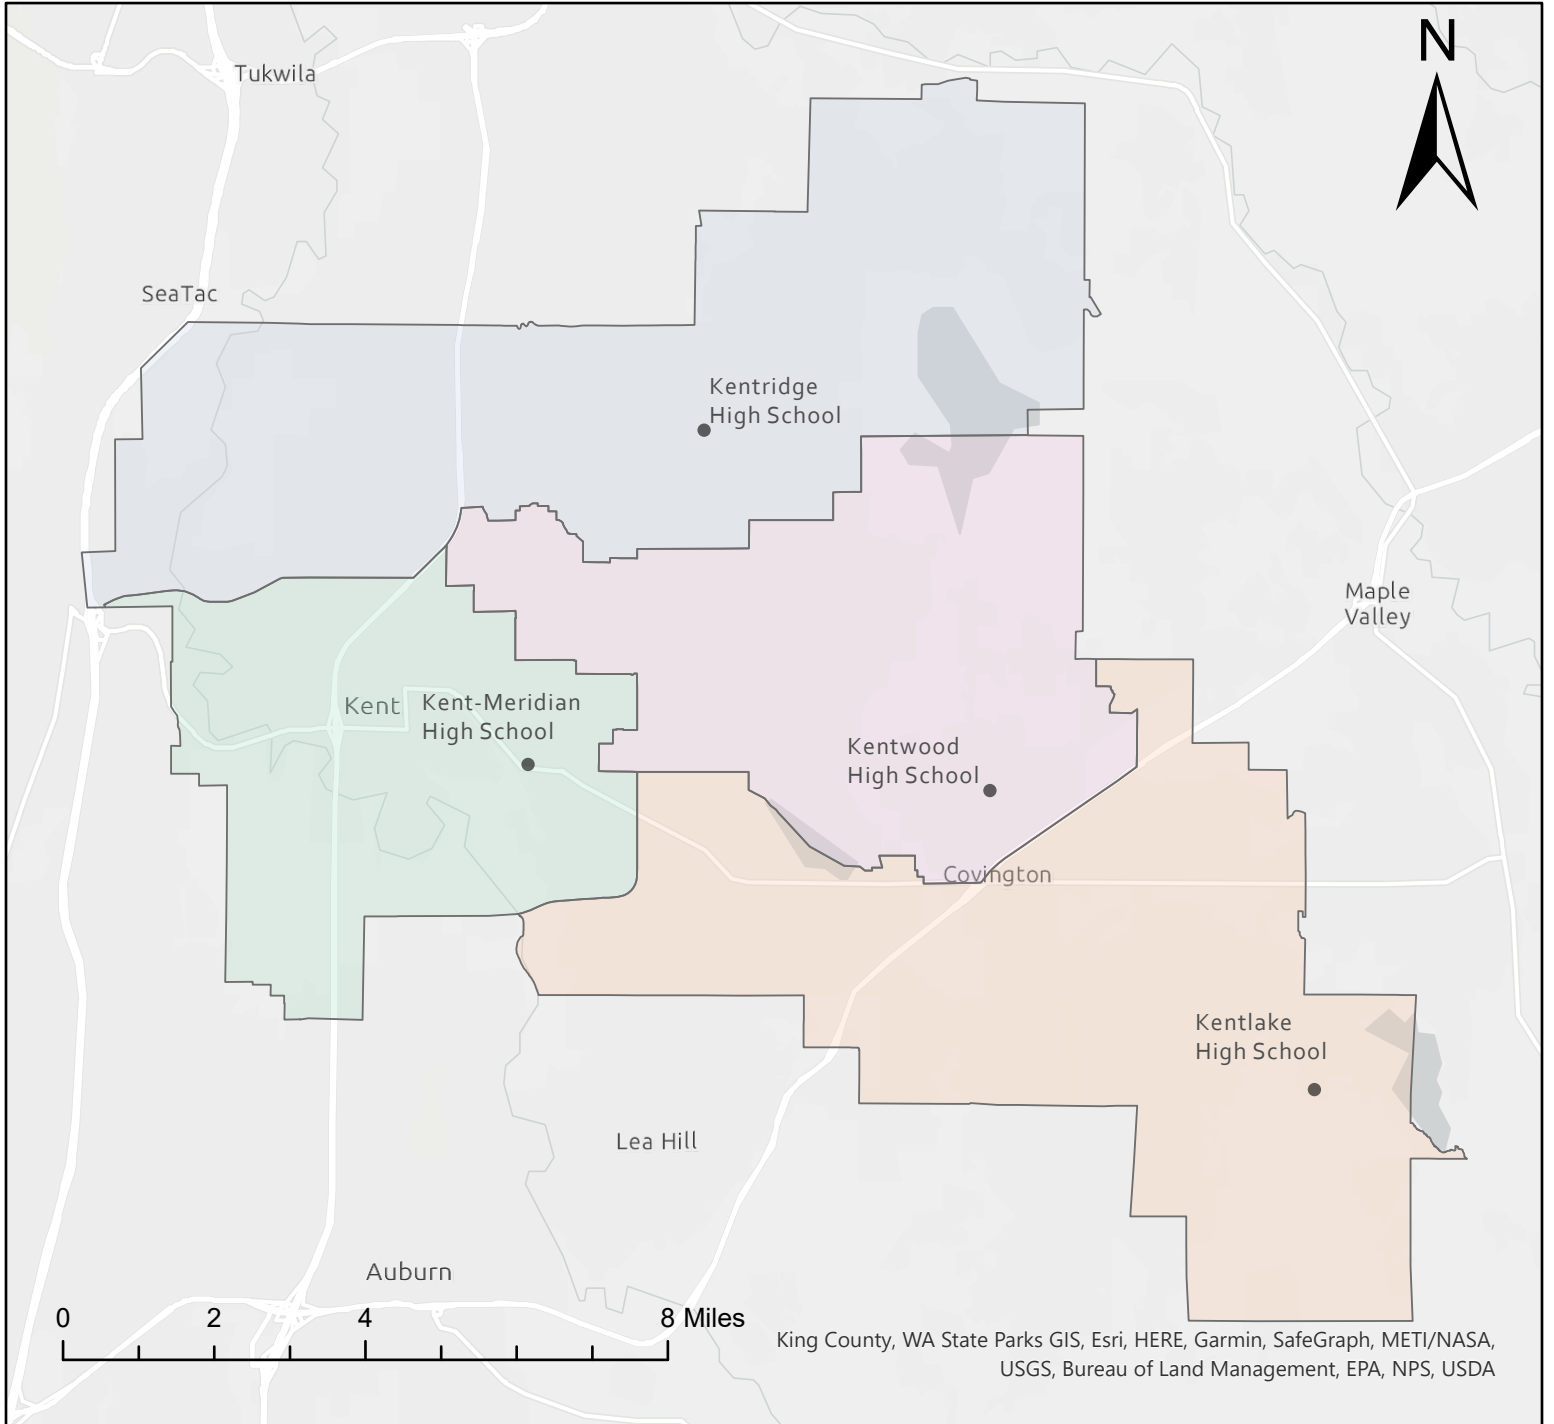 N
Tukwila
SeaTac
Kentridge
High School
Maple
Valley
Kent
Kent-Meridian
High School
Kentwood
High School
Covington
Kentlake
High School
Lea Hill
Auburn
0 2 4 8 Miles
King County, WA State Parks GIS, Esri, HERE, Garmin, SafeGraph, METI/NASA,
USGS, Bureau of Land Management, EPA, NPS, USDA